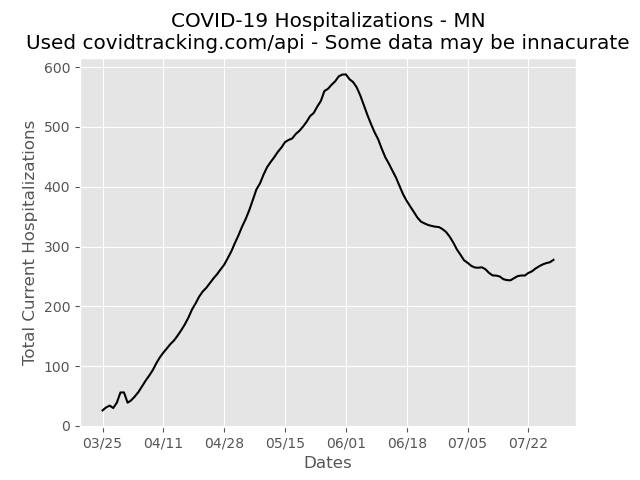 COVID-19 Hospitalizations - MN
Used covidtracking.com/api - Some data may be innacurate
600
500
400
300
200
100
0
Total Current Hospitalizations
03/25 04/11 04/28 05/15 06/01 06/18 07/05 07/22
Dates